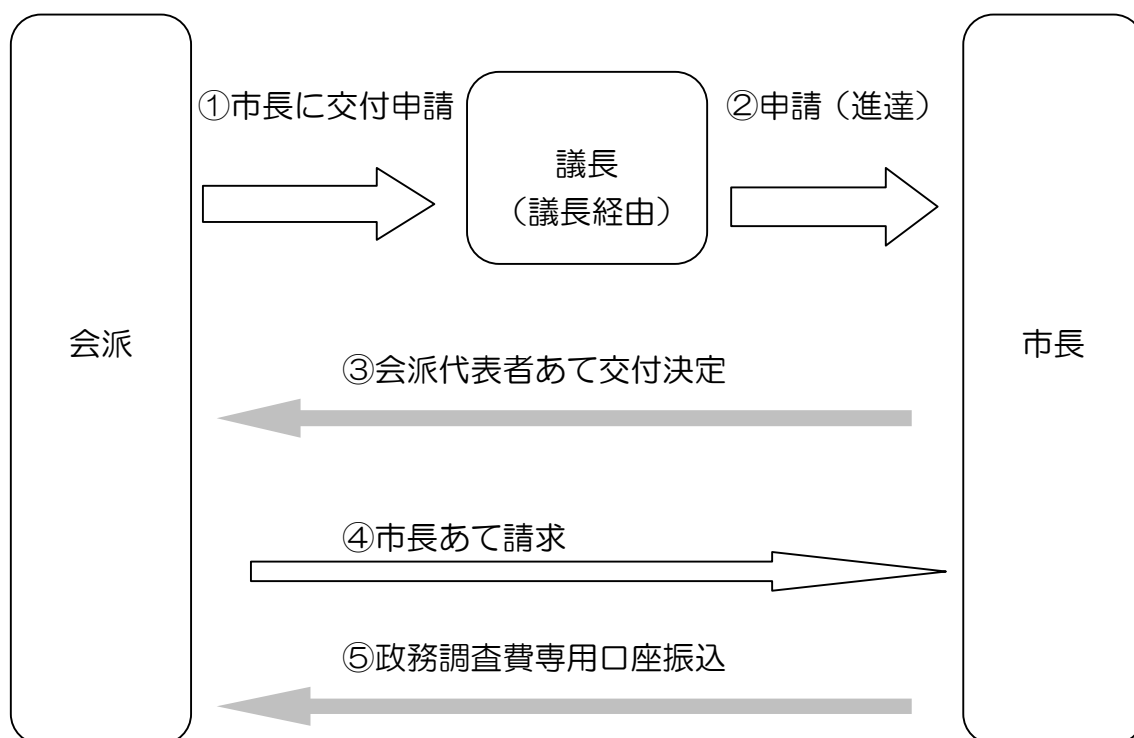 ①市長に交付申請
②申請（進達）
議長
（議長経由）
会派
市長
③会派代表者あて交付決定
④市長あて請求
⑤政務調査費専用口座振込